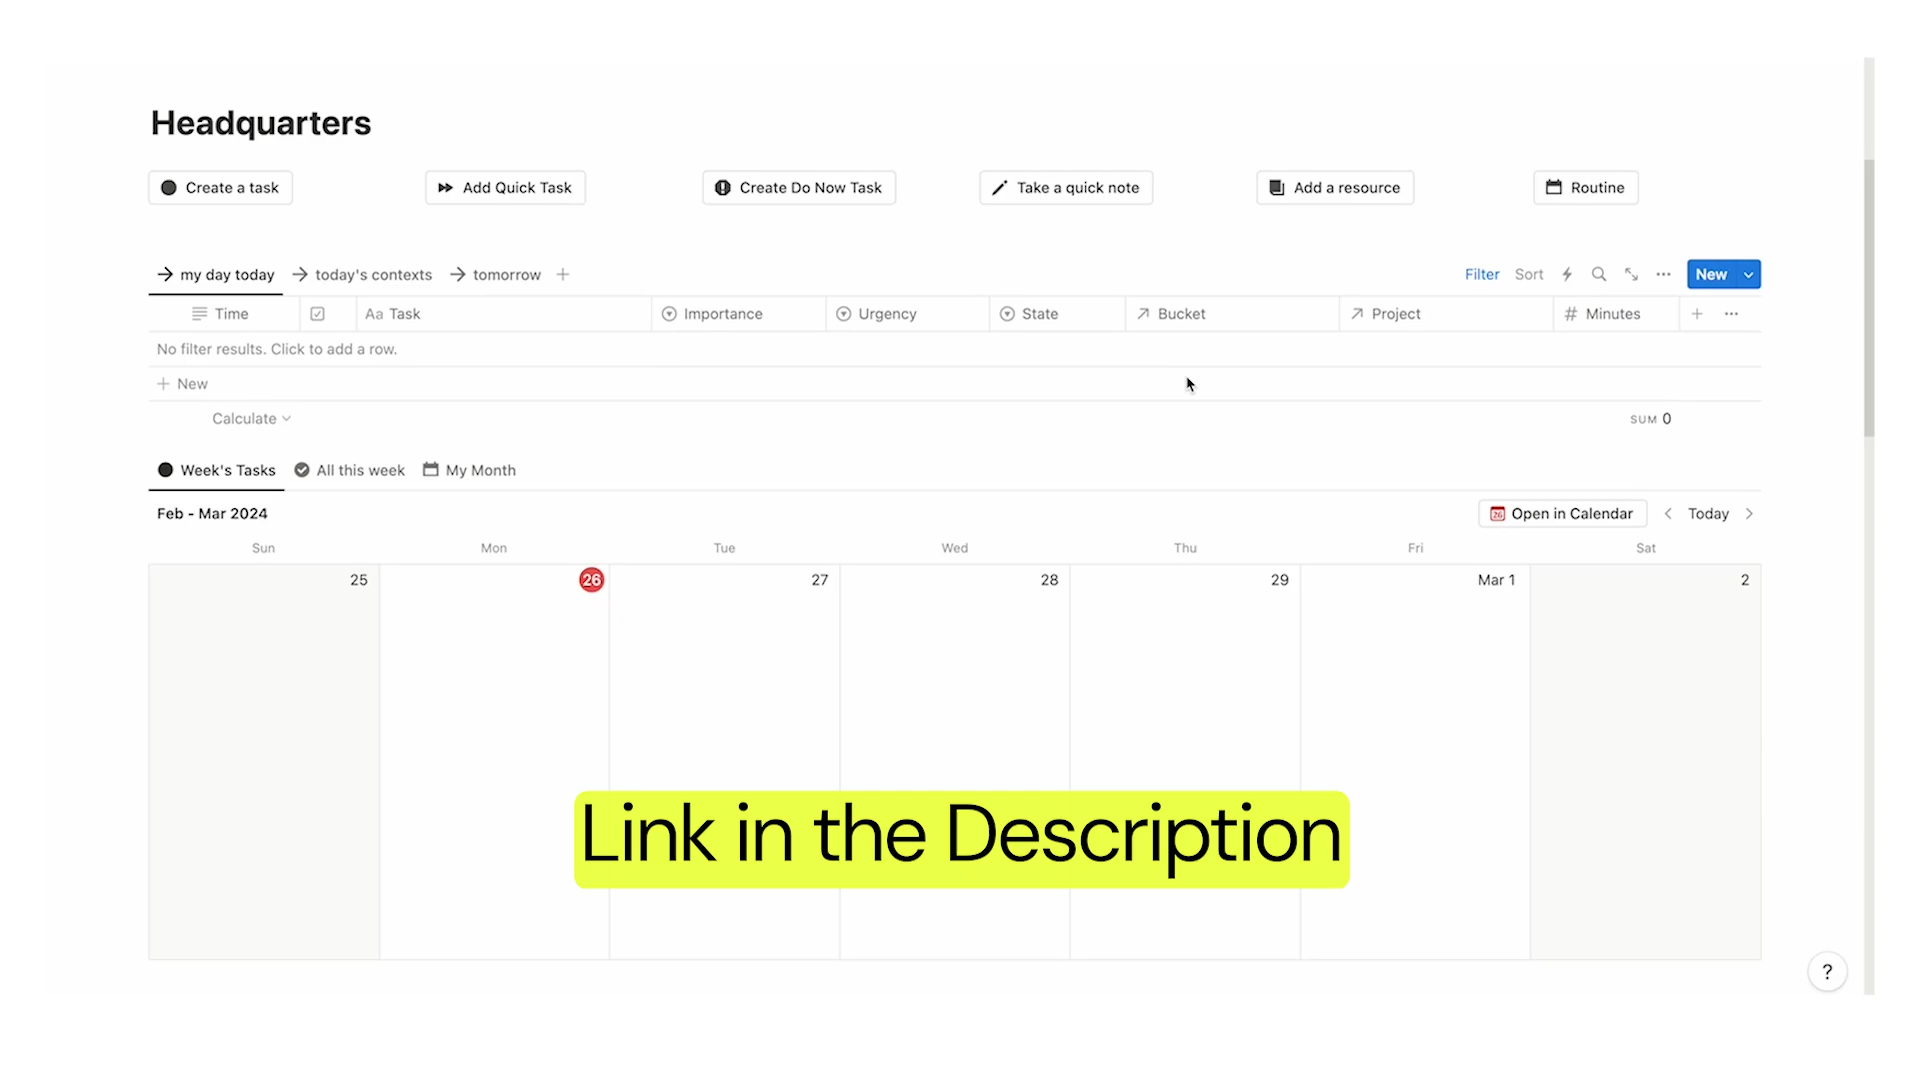 Headquarters
Create a task Add Quick Task Create Do Now Task Take a quick note Add a resource Routine
my day today today's contexts tomorrow Filter Sort New
Time Aa Task Importance Urgency State Bucket Project # Minutes
No filter results. Click to add a row.
+ New
Calculate SUM 0
Week's Tasks All this week My Month
Feb - Mar 2024 26 Open in Calendar Today
Sun Mon Tue Wed Thu Fri Sat
25 26 27 28 29 Mar 1 2
Link in the Description
?